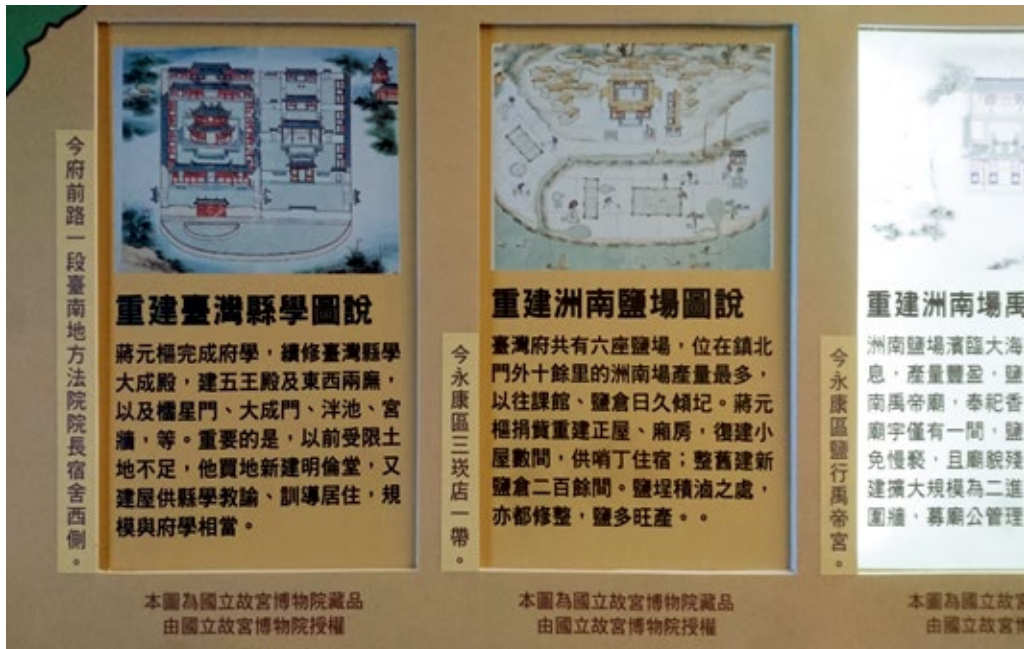 今府前路一段臺南地方法院院長宿舍西側。
重建臺灣縣學圖說
蔣元樞完成府學，續修臺灣縣學
大成殿，建五王殿及東西兩廡，
以及櫺星門、大成門、泮池、宮
牆，等。重要的是，以前受限土
地不足，他買地新建明倫堂，又
建屋供縣學教諭、訓導居住，規
模與府學相當。
本圖為國立故宮博物院藏品
由國立故宮博物院授權
今永康區三崁店一帶。
重建洲南鹽場圖說
臺灣府共有六座鹽場，位在鎮北
門外十餘里的洲南場產量最多，
以往課館、鹽倉日久傾圮。蔣元
樞捐貲重建正屋、廂房，復建小
屋數間，供哨丁住宿；整舊建新
鹽倉二百餘間。鹽埕積滷之處，
亦都修整，鹽多旺產。。
本圖為國立故宮博物院藏品
由國立故宮博物院授權
今永康區鹽行禹帝宮。
重建洲南場禹
洲南鹽場濱臨大海
息，產量豐盈，鹽
南禹帝廟，奉祀香
廟宇僅有一間，鹽
免慢褻，且廟貌殘
建擴大規模為二進
圍牆，募廟公管理
本圖為國立故宮
由國立故宮博